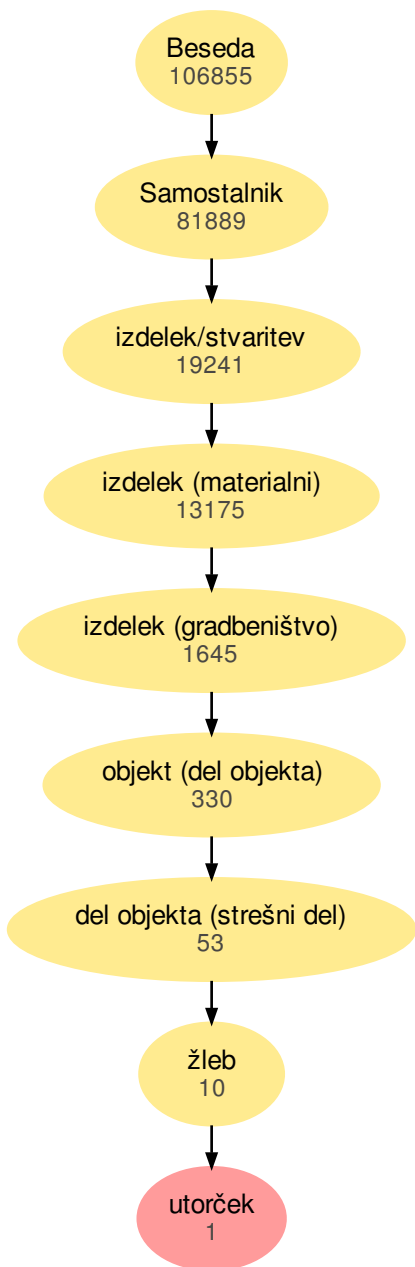 Beseda
106855
Samostalnik
81889
izdelek/stvaritev
19241
izdelek (materialni)
13175
izdelek (gradbeništvo)
1645
objekt (del objekta)
330
del objekta (strešni del)
53
žleb
10
utorček
1